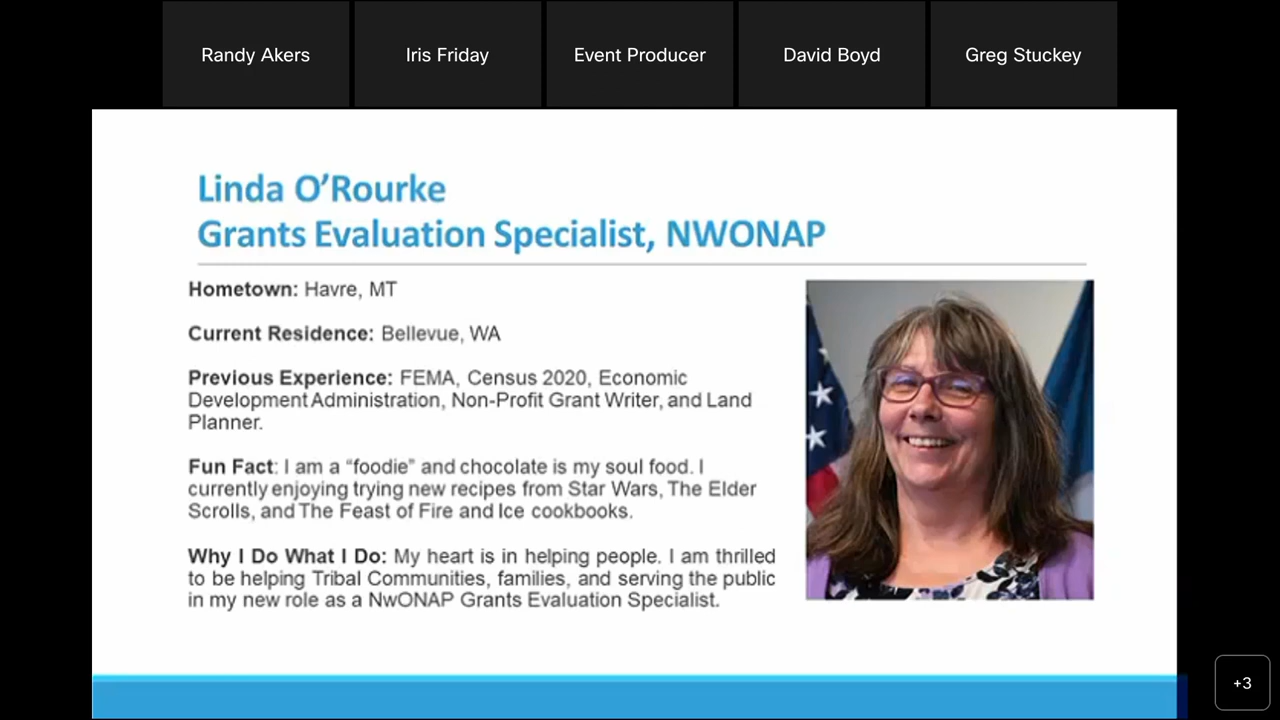 Randy Akers
Iris Friday
Event Producer
David Boyd
Greg Stuckey
Linda O’Rourke
Grants Evaluation Specialist, NWONAP
Hometown: Havre, MT
Current Residence: Bellevue, WA
Previous Experience: FEMA, Census 2020, Economic
Development Administration, Non-Profit Grant Writer, and Land
Planner.
Fun Fact: I am a “foodie” and chocolate is my soul food. I
currently enjoying trying new recipes from Star Wars, The Elder
Scrolls, and The Feast of Fire and Ice cookbooks.
Why I Do What I Do: My heart is in helping people. I am thrilled
to be helping Tribal Communities, families, and serving the public
in my new role as a NwONAP Grants Evaluation Specialist.
+3